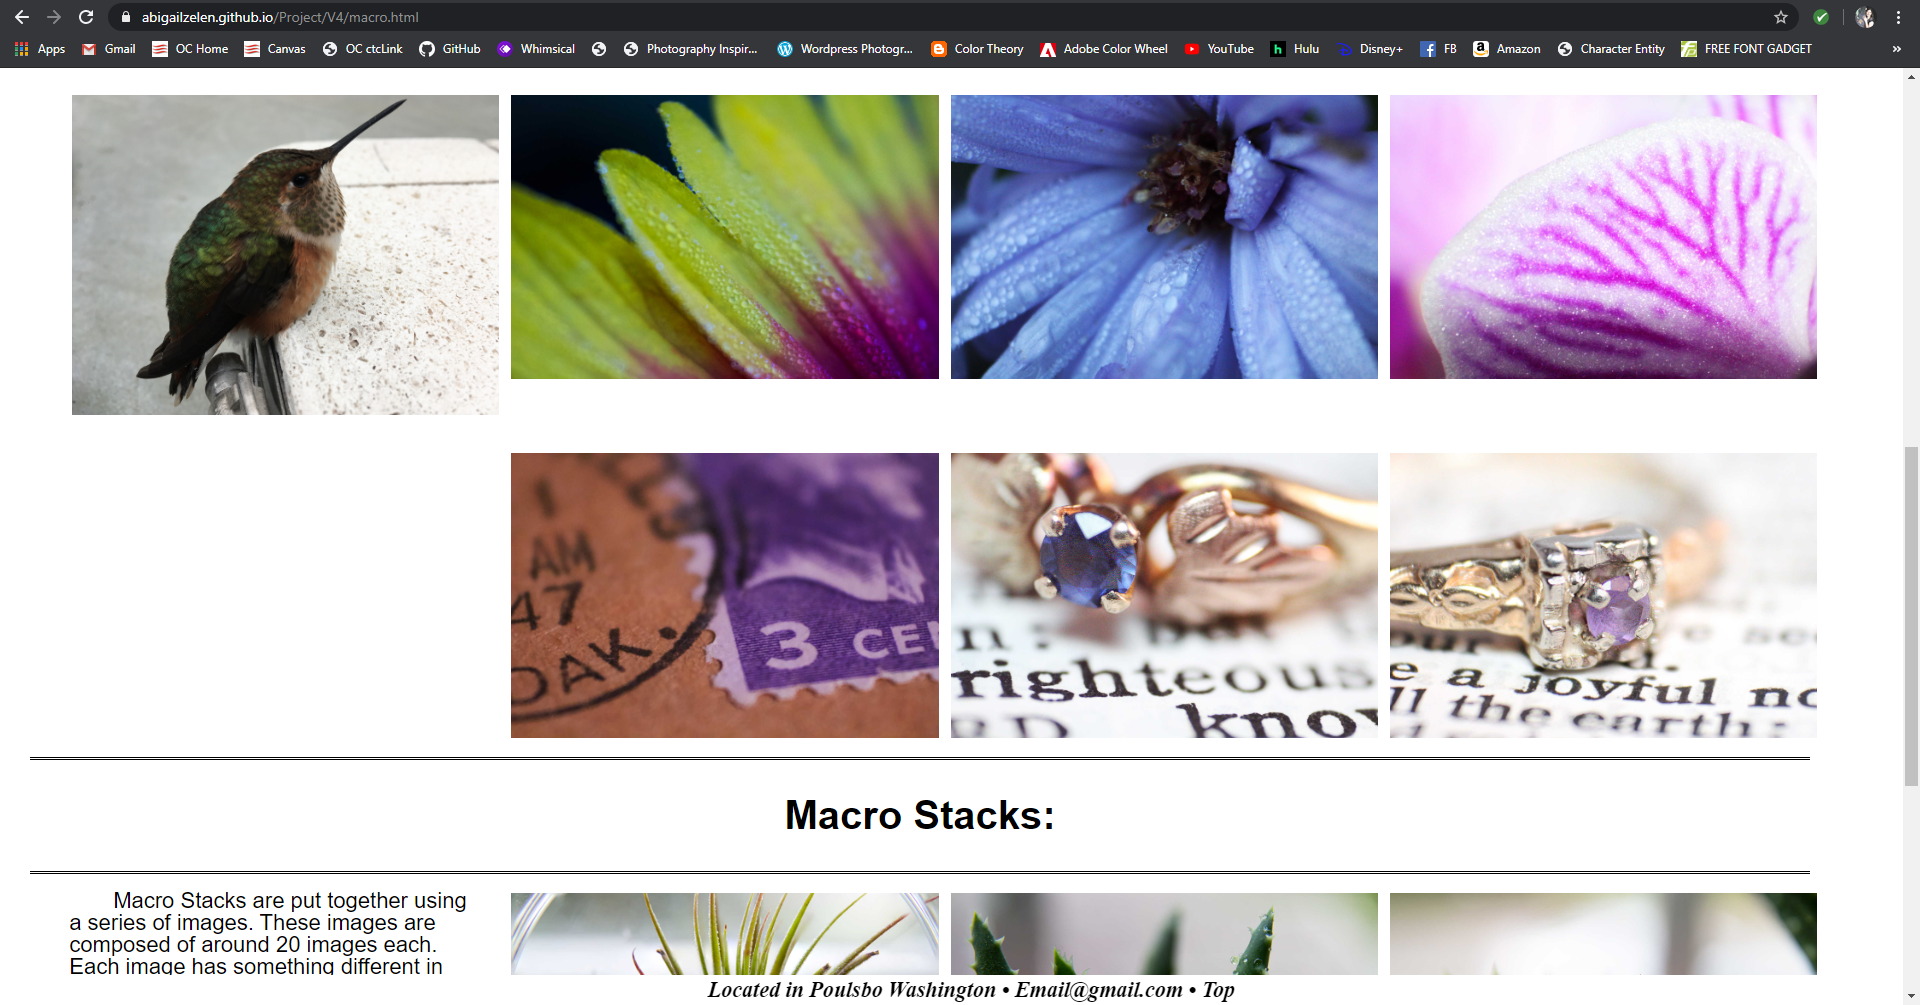 abigailzelen.github.io/Project/V4/macro.html
Apps Gmail OC Home Canvas OC ctcLink GitHub Whimsical Photography Inspir... Wordpress Photogr... Color Theory Adobe Color Wheel YouTube Hulu Disney+ FB Amazon Character Entity FREE FONT GADGET »
AM
47
OAK.
3 CEN
righteous
know
e a joyful no
ll the earth:
Macro Stacks:
Macro Stacks are put together using
a series of images. These images are
composed of around 20 images each.
Each image has something different in
Located in Poulsbo Washington • Email@gmail.com • Top